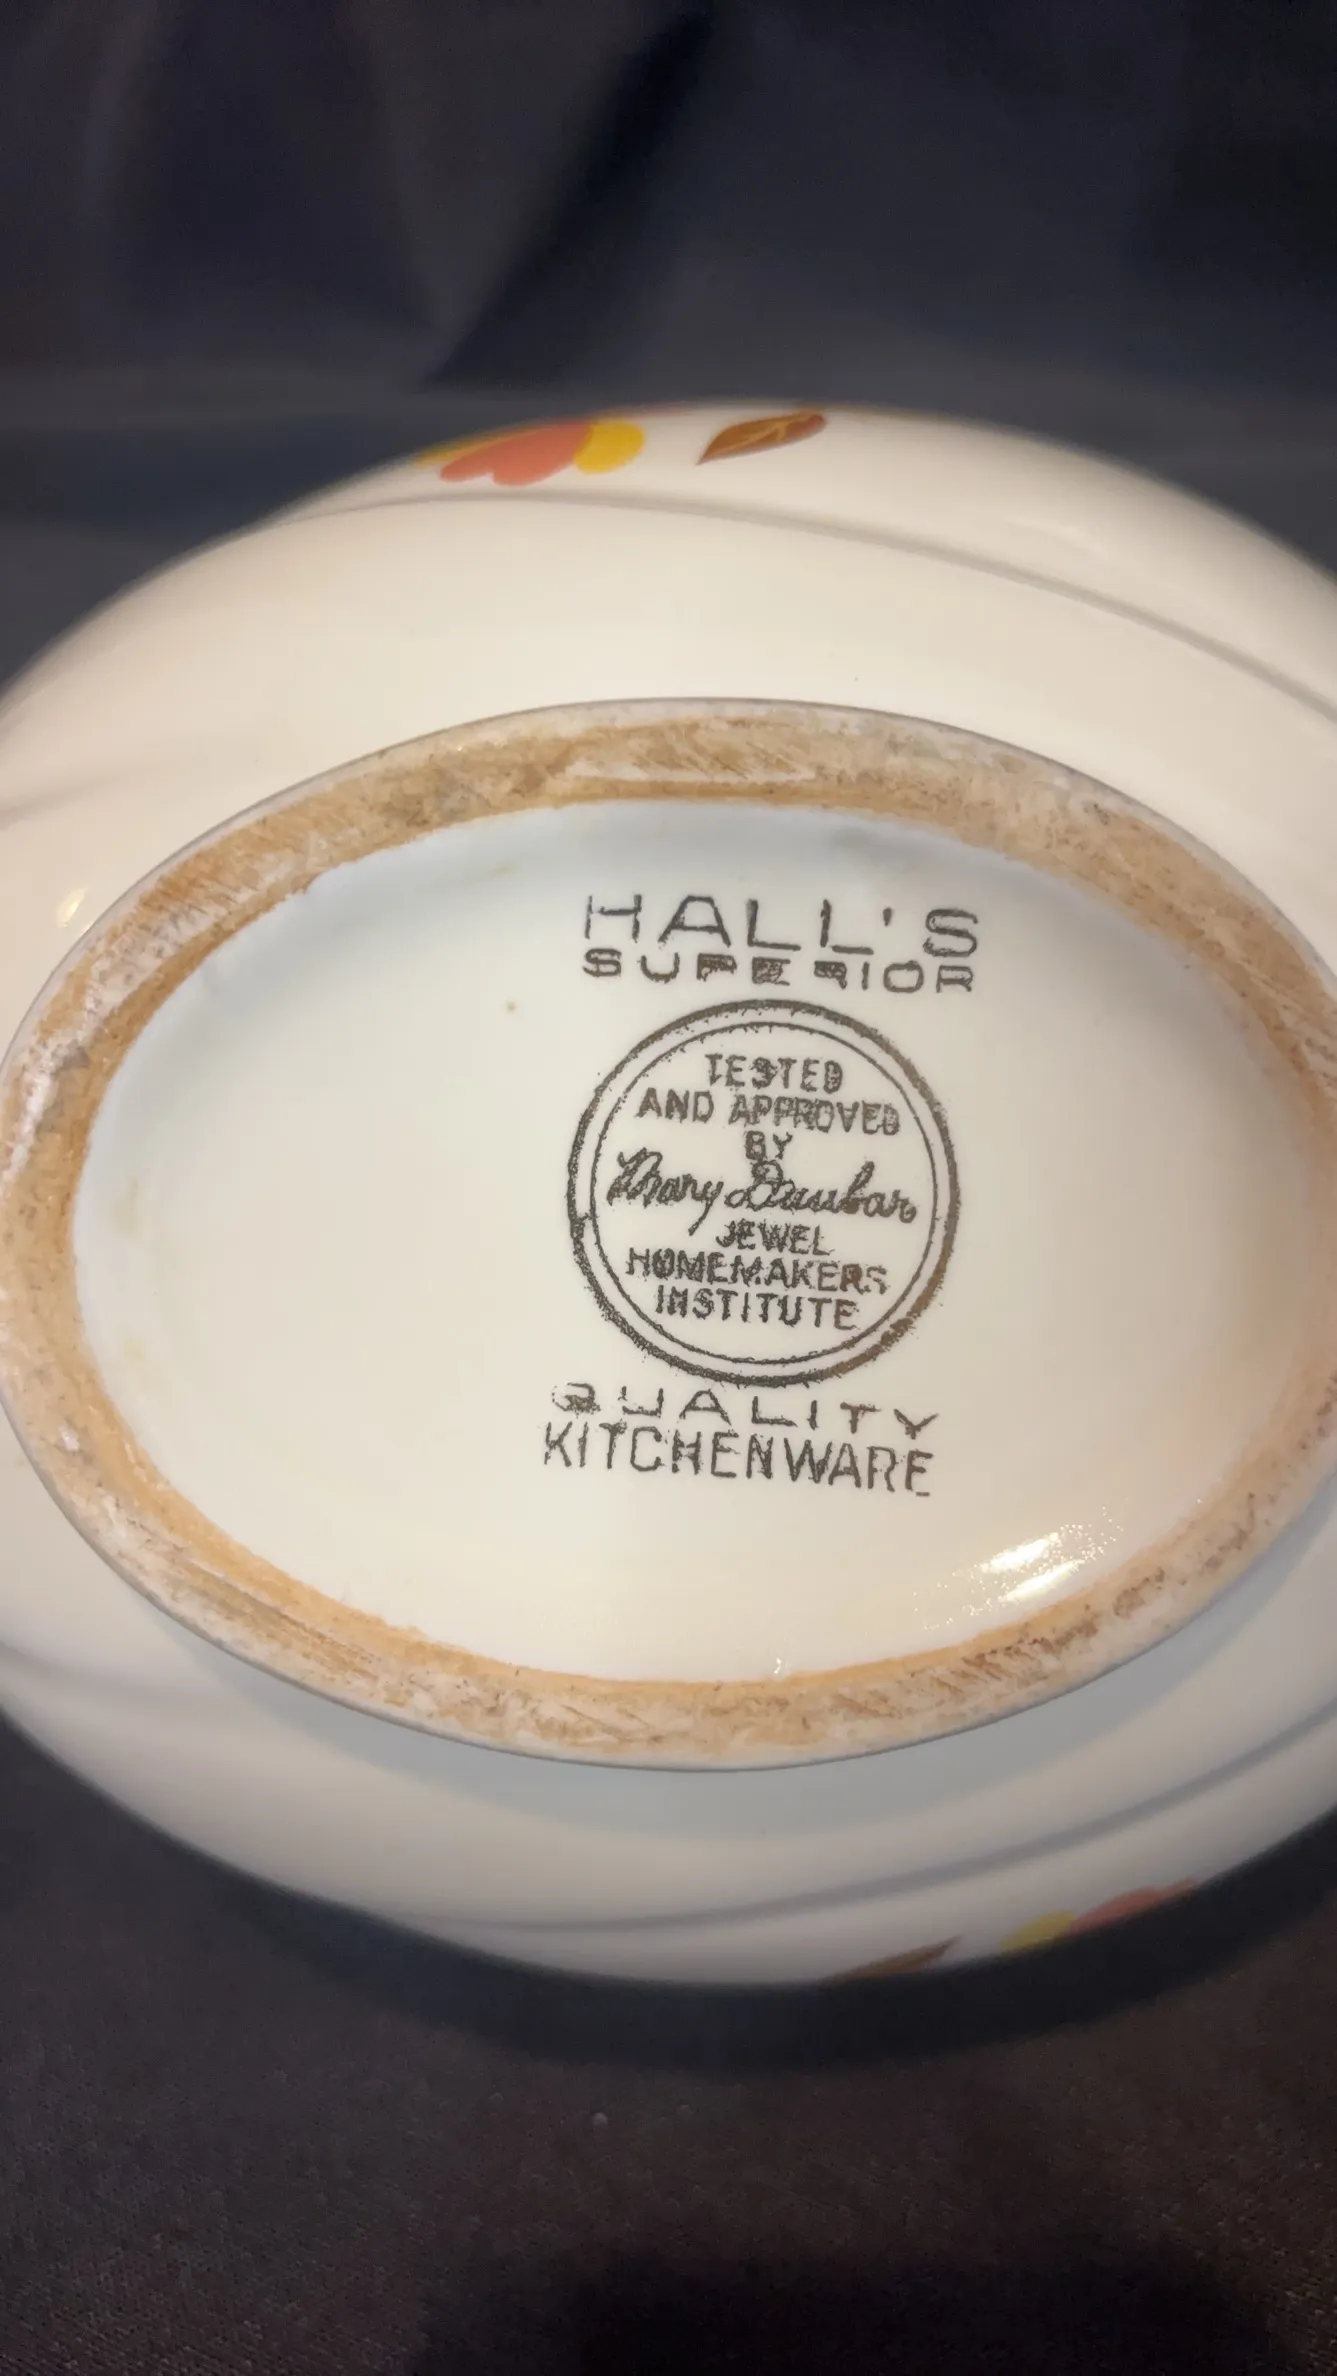 HALL'S
SUPERIOR
TESTED
AND APPROVED
BY
Mary Dunbar
JEWEL
HOMEMAKERS
INSTITUTE
QUALITY
KITCHENWARE